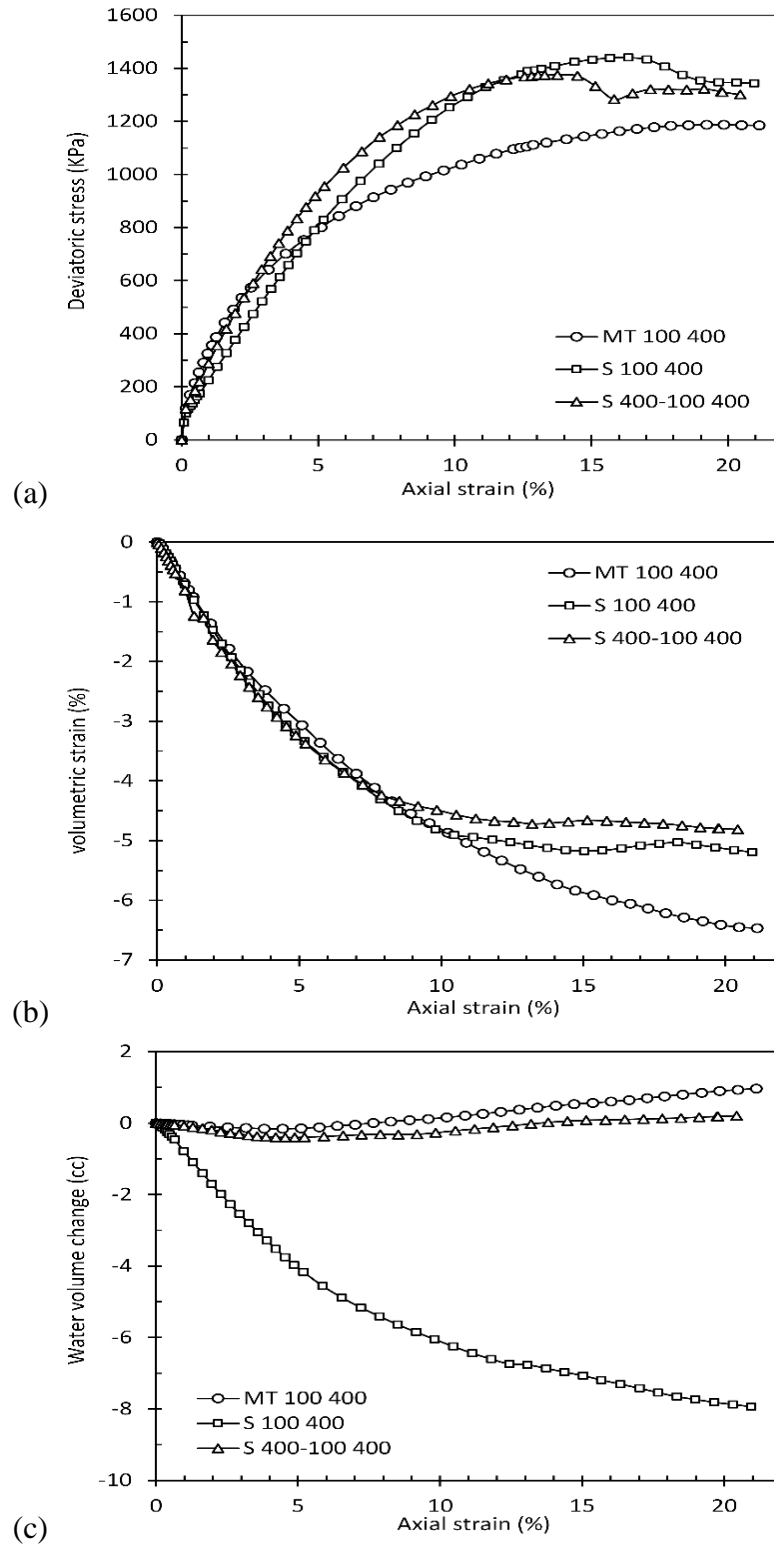 1600
1400
1200
1000
800
600
400
200
0
Deviatoric stress (KPa)
MT 100 400
S 100 400
S 400-100 400
0 5 10 15 20
Axial strain (%)
(a)
0
-1
-2
-3
-4
-5
-6
-7
volumetric strain (%)
MT 100 400
S 100 400
S 400-100 400
0 5 10 15 20
Axial strain (%)
(b)
2
0
-2
-4
-6
-8
-10
Water volume change (cc)
MT 100 400
S 100 400
S 400-100 400
0 5 10 15 20
Axial strain (%)
(c)